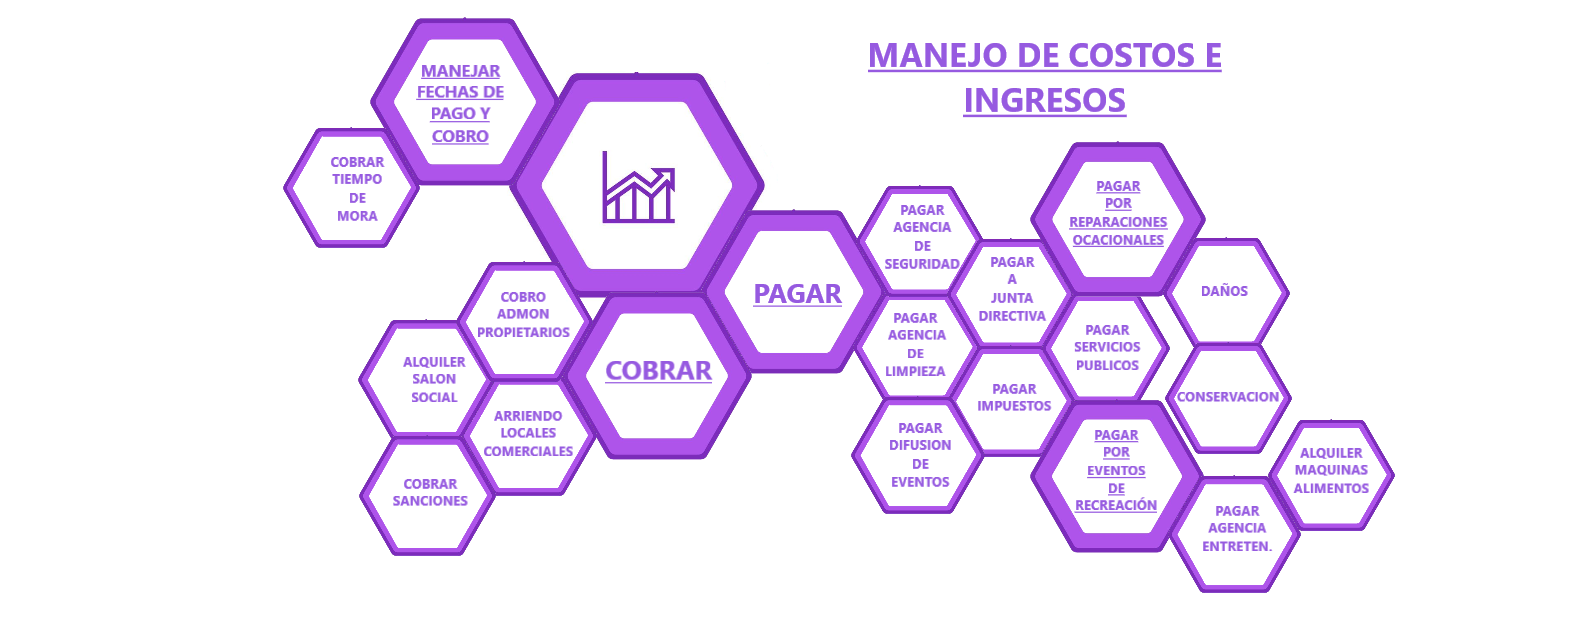 MANEJO DE COSTOS E
INGRESOS
MANEJAR
FECHAS DE
PAGO Y
COBRO
COBRAR
TIEMPO
DE
MORA
PAGAR
COBRAR
COBRO
ADMON
PROPIETARIOS
ALQUILER
SALON
SOCIAL
ARRIENDO
LOCALES
COMERCIALES
COBRAR
SANCIONES
PAGAR
AGENCIA
DE
SEGURIDAD
PAGAR
A
JUNTA
DIRECTIVA
PAGAR
AGENCIA
DE
LIMPIEZA
PAGAR
IMPUESTOS
PAGAR
DIFUSION
DE
EVENTOS
PAGAR
POR
REPARACIONES
OCACIONALES
PAGAR
SERVICIOS
PUBLICOS
DAÑOS
CONSERVACION
PAGAR
POR
EVENTOS
DE
RECREACIÓN
PAGAR
AGENCIA
ENTRETEN.
ALQUILER
MAQUINAS
ALIMENTOS